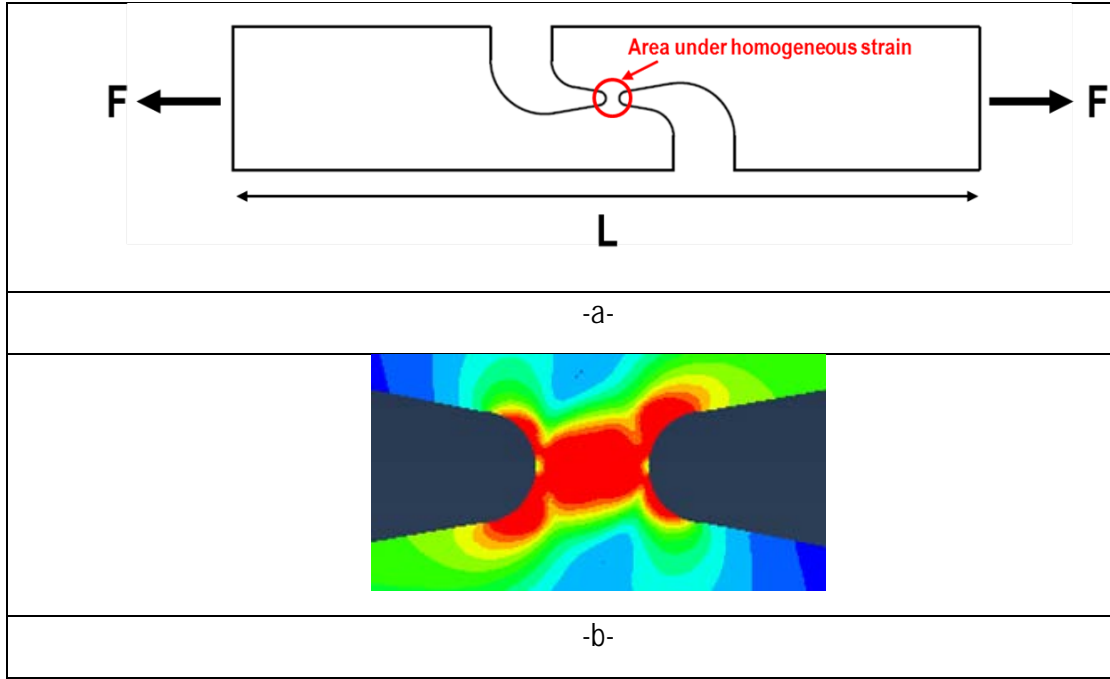 Area under homogeneous strain
F
F
L
-a-
-b-